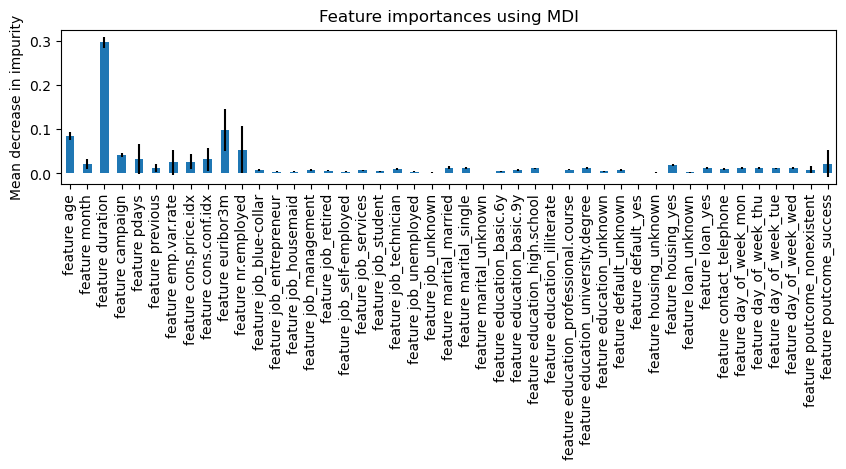 Feature importances using MDI
Mean decrease in impurity
0.3
0.2
0.1
0.0
feature age
feature month
feature duration
feature campaign
feature pdays
feature previous
feature emp.var.rate
feature cons.price.idx
feature cons.conf.idx
feature euribor3m
feature nr.employed
feature job_blue-collar
feature job_entrepreneur
feature job_housemaid
feature job_management
feature job_retired
feature job_self-employed
feature job_services
feature job_student
feature job_technician
feature job_unemployed
feature job_unknown
feature marital_married
feature marital_single
feature marital_unknown
feature education_basic.6y
feature education_basic.9y
feature education_high.school
feature education_illiterate
feature education_professional.course
feature education_university.degree
feature education_unknown
feature default_unknown
feature default_yes
feature housing_unknown
feature housing_yes
feature loan_unknown
feature loan_yes
feature contact_telephone
feature day_of_week_mon
feature day_of_week_thu
feature day_of_week_tue
feature day_of_week_wed
feature poutcome_nonexistent
feature poutcome_success